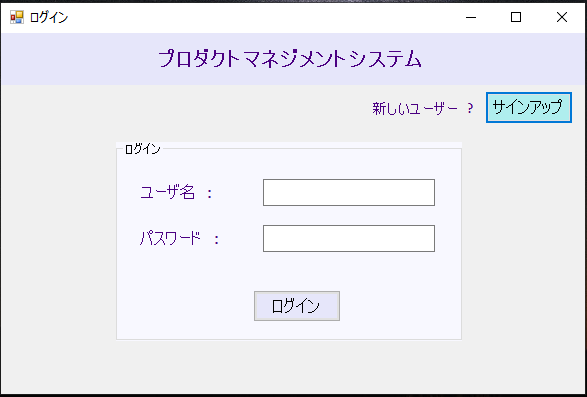 ログイン
プロダクトマネジメントシステム
新しいユーザー ? サインアップ
ログイン
ユーザ名 :
パスワード :
ログイン